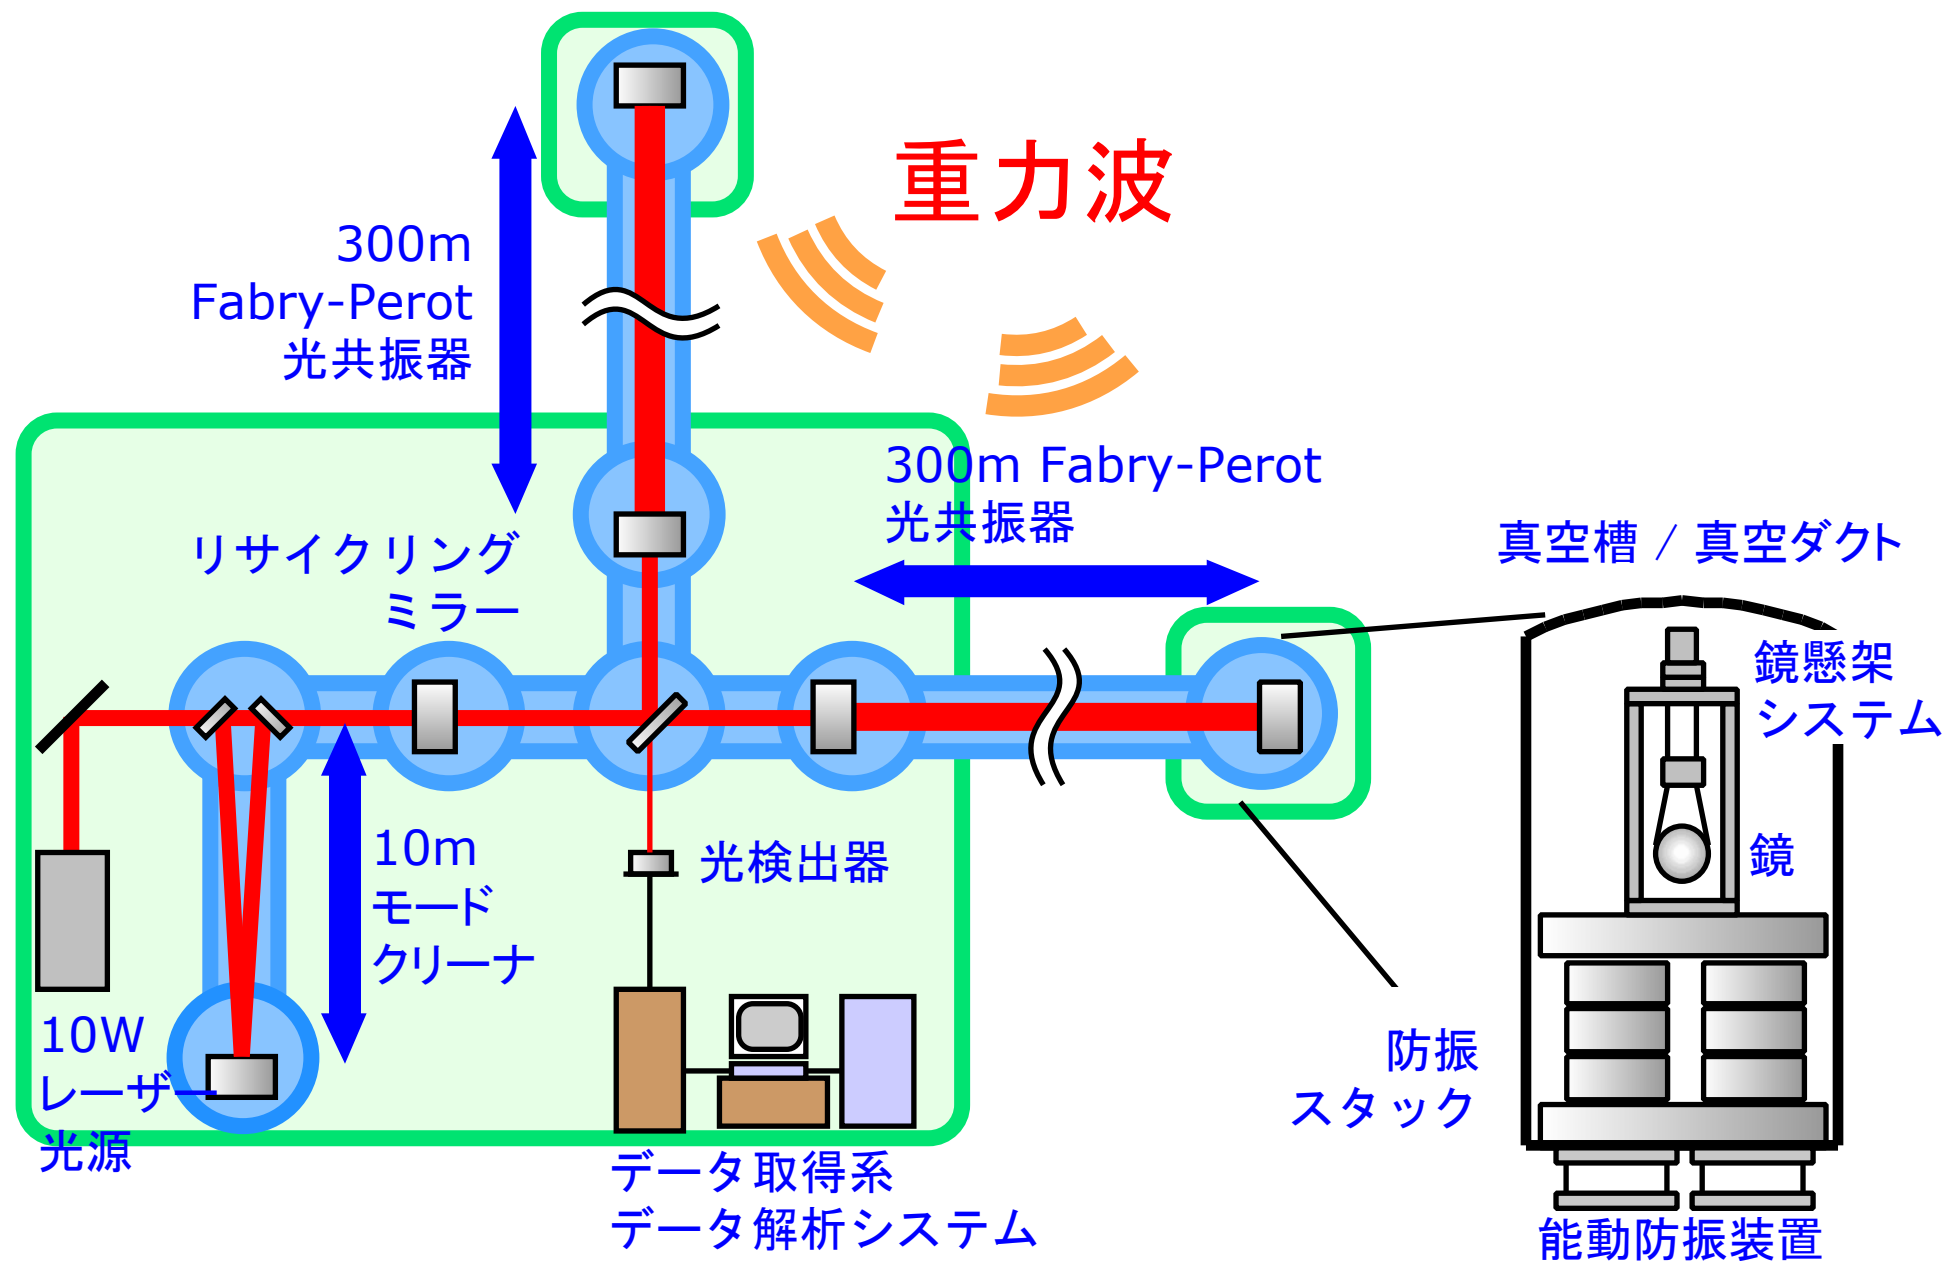 重力波
300m
Fabry-Perot
光共振器
300m Fabry-Perot
光共振器
リサイクリング
ミラー
真空槽 / 真空ダクト
鏡懸架
システム
鏡
10m
モード
クリーナ
光検出器
10W
レーザー
光源
防振
スタック
データ取得系
データ解析システム
能動防振装置